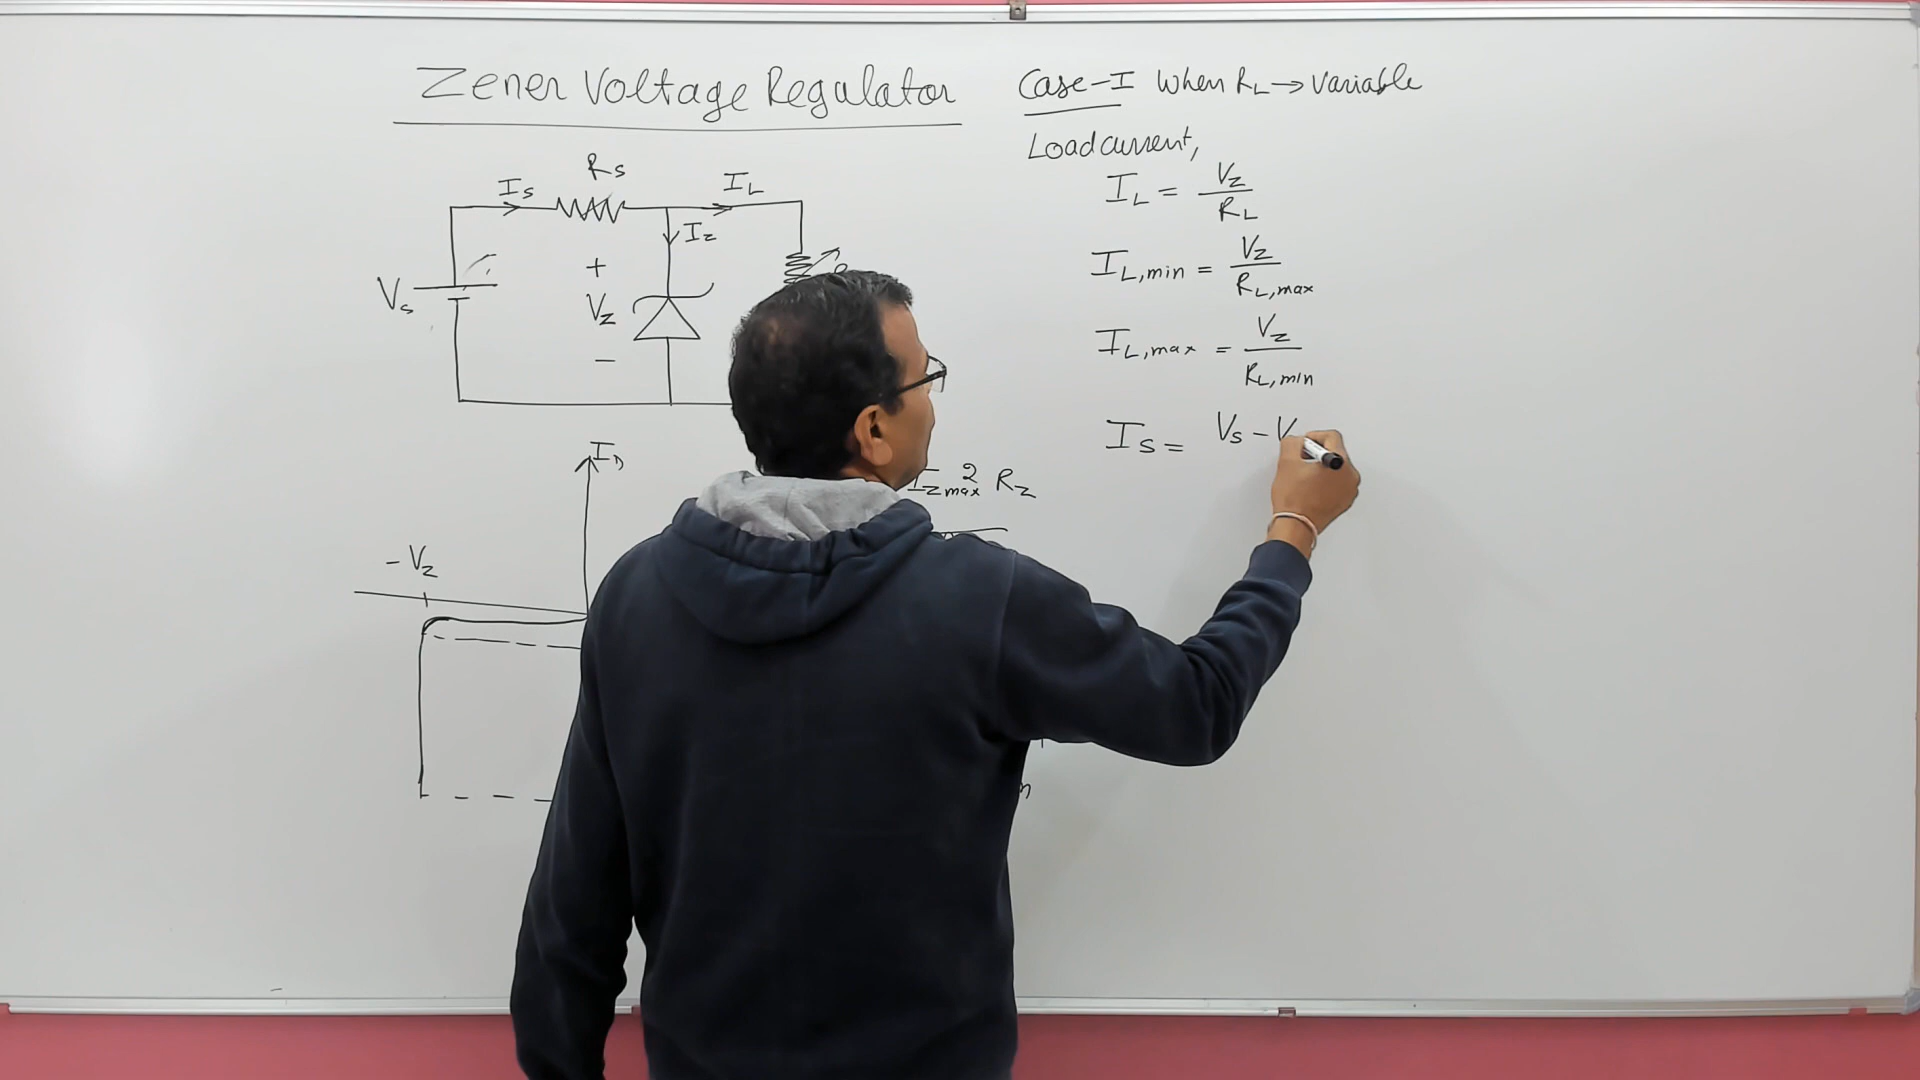 Zener Voltage Regulator
Rs
Is
IL
Iz
+
Vz
−
Vs
ID
−Vz
Izmax² Rz
Case-I When RL→Variable
Load current,
IL = Vz/RL
IL,min = Vz/RL,max
IL,max = Vz/RL,min
Is = Vs − V